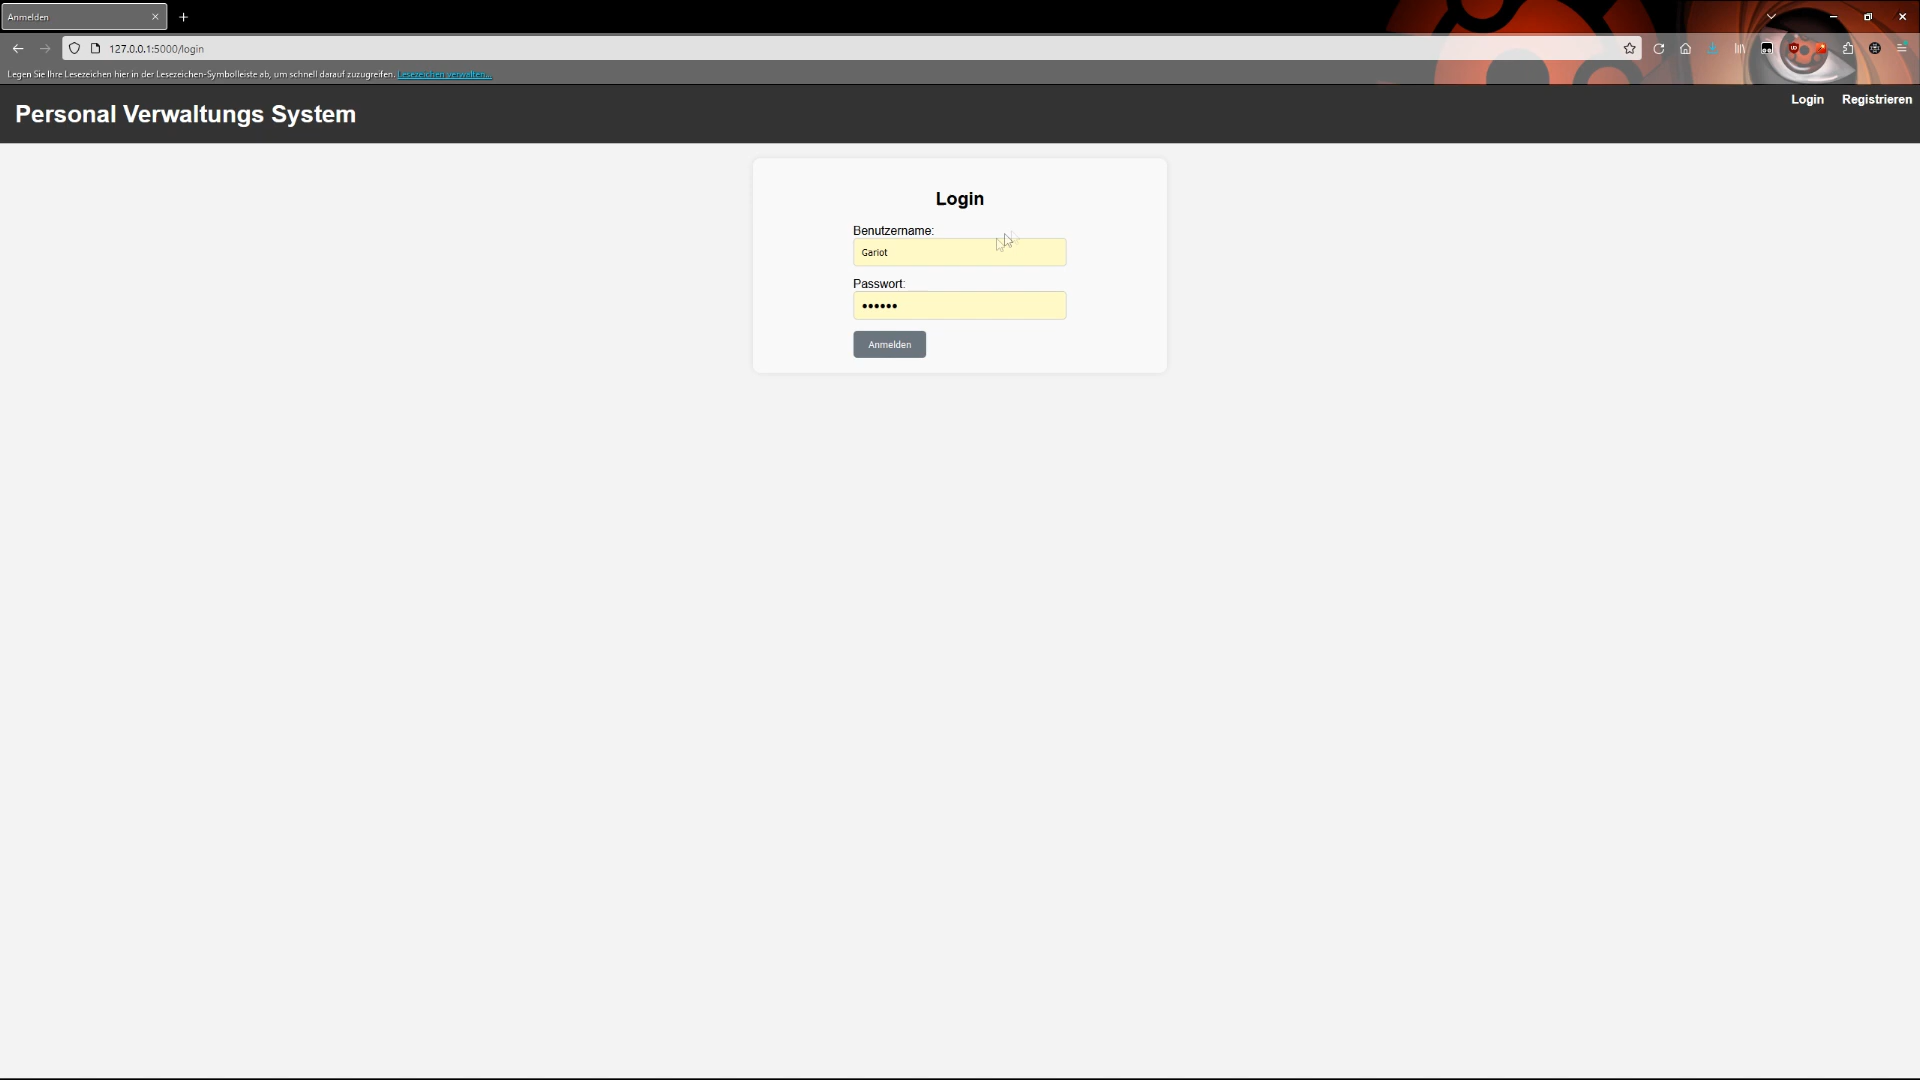 Anmelden
127.0.0.1:5000/login
Legen Sie Ihre Lesezeichen hier in der Lesezeichen-Symbolleiste ab, um schnell darauf zuzugreifen. Lesezeichen verwalten...
Personal Verwaltungs System
Login Registrieren
Login
Benutzername:
Gariot
Passwort:
Anmelden